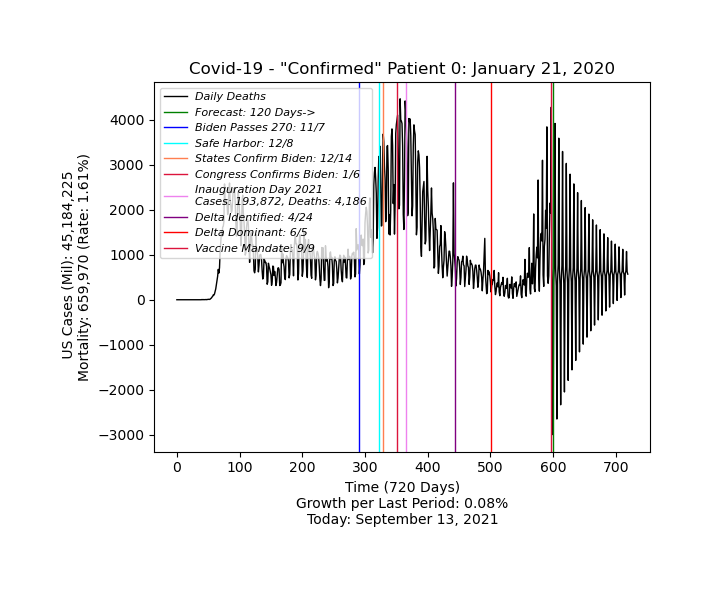 Covid-19 - "Confirmed" Patient 0: January 21, 2020
Daily Deaths
Forecast: 120 Days->
Biden Passes 270: 11/7
Safe Harbor: 12/8
States Confirm Biden: 12/14
Congress Confirms Biden: 1/6
Inauguration Day 2021
Cases: 193,872, Deaths: 4,186
Delta Identified: 4/24
Delta Dominant: 6/5
Vaccine Mandate: 9/9
US Cases (Mil): 45,184,225
Mortality: 659,970 (Rate: 1.61%)
4000
3000
2000
1000
0
−1000
−2000
−3000
0 100 200 300 400 500 600 700
Time (720 Days)
Growth per Last Period: 0.08%
Today: September 13, 2021